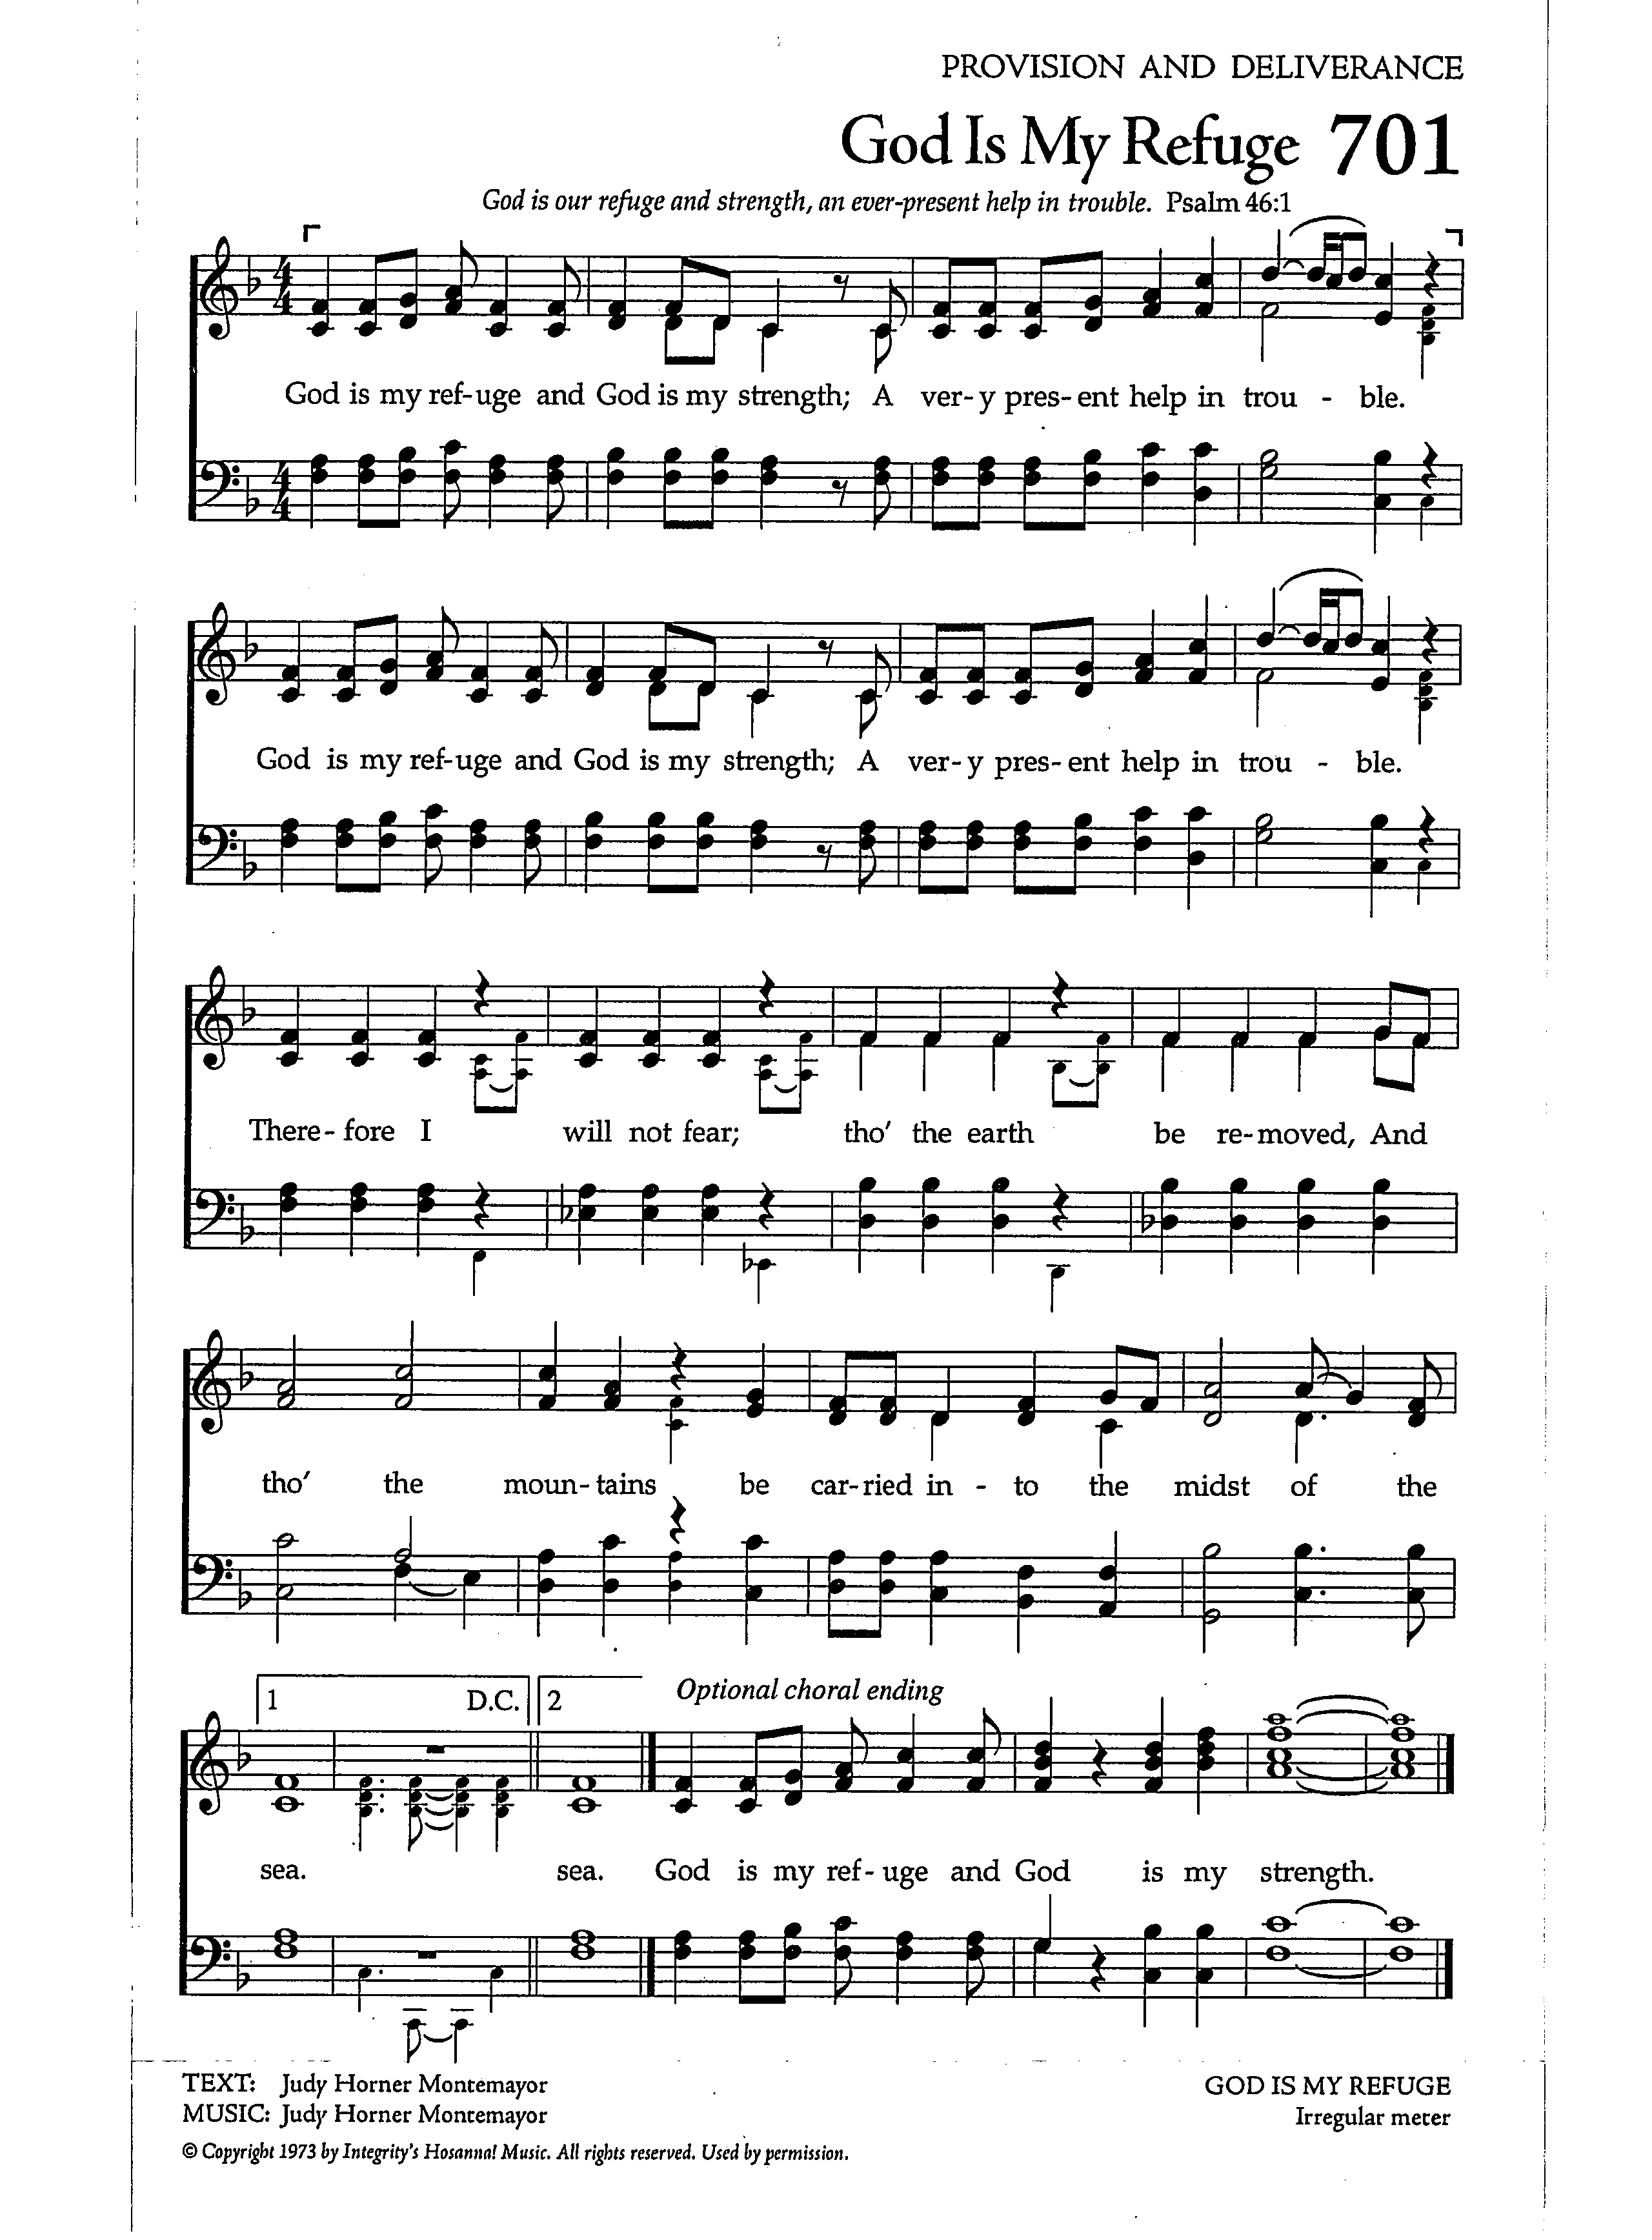 PROVISION AND DELIVERANCE
God Is My Refuge 701
God is our refuge and strength, an ever-present help in trouble. Psalm 46:1
God is my ref-uge and God is my strength; A ver-y pres-ent help in trou - ble.
God is my ref-uge and God is my strength; A ver-y pres-ent help in trou - ble.
There-fore I will not fear; tho' the earth be re-moved, And
tho' the moun-tains be car-ried in - to the midst of the
1 D.C. 2 Optional choral ending
sea. sea. God is my ref-uge and God is my strength.
TEXT: Judy Horner Montemayor
MUSIC: Judy Horner Montemayor
GOD IS MY REFUGE
Irregular meter
© Copyright 1973 by Integrity's Hosanna! Music. All rights reserved. Used by permission.